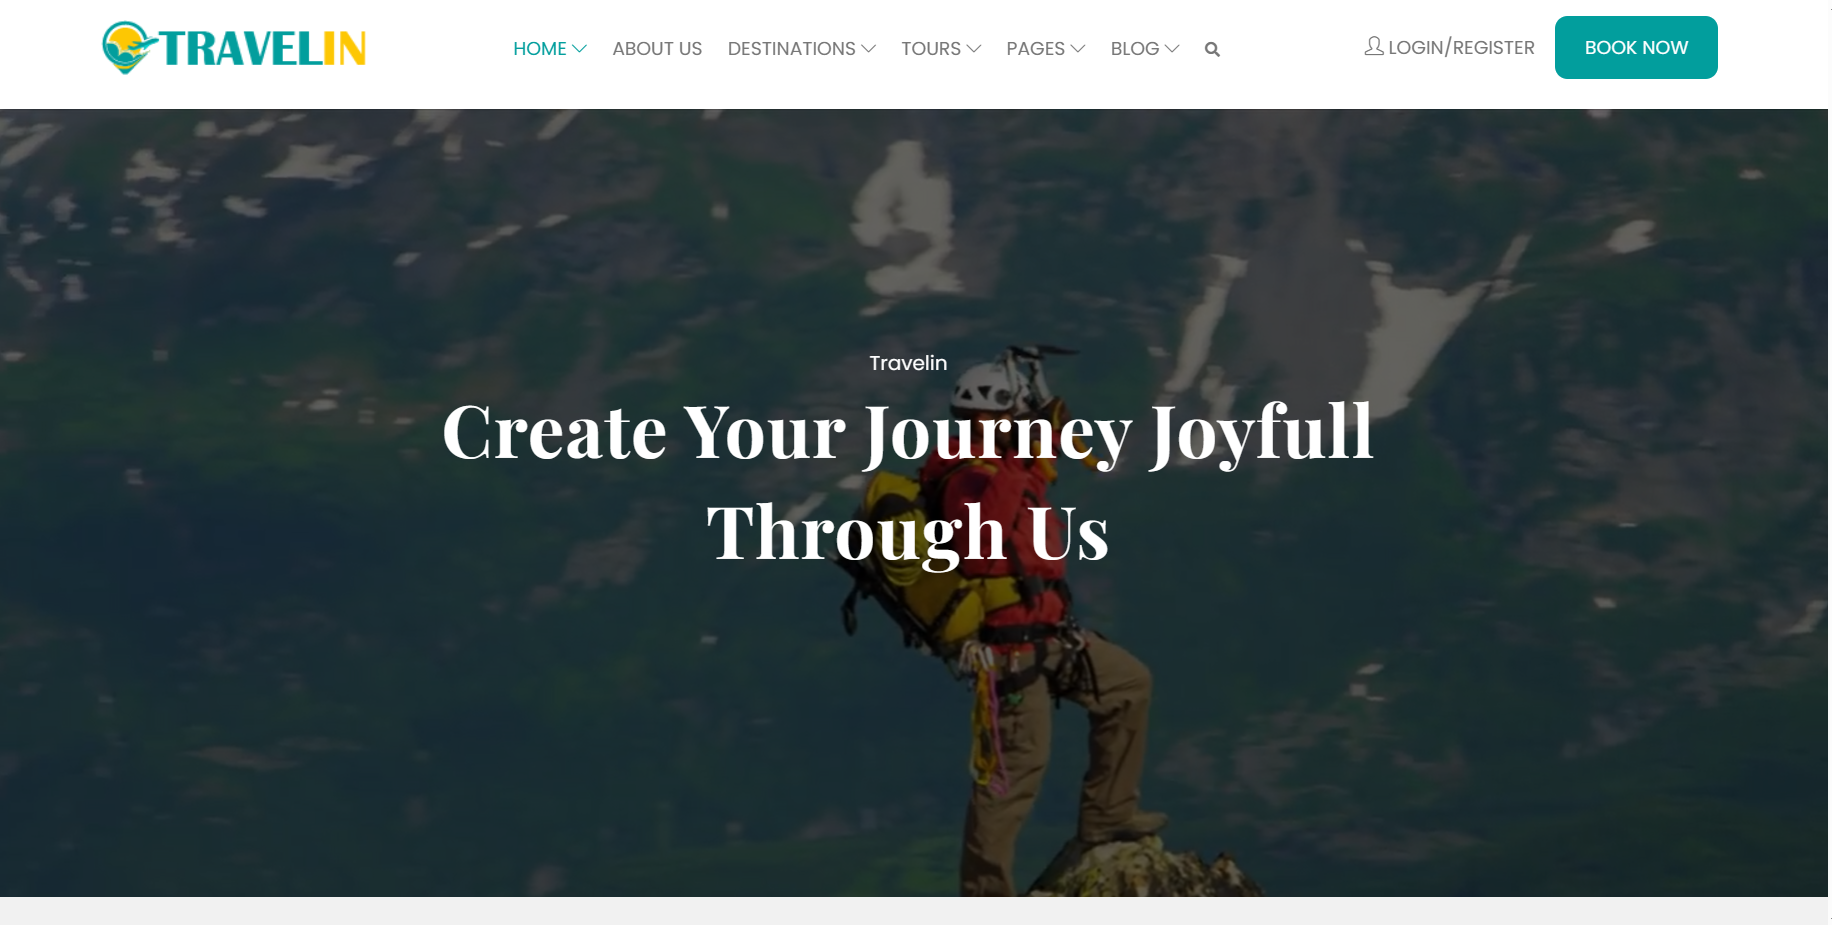 TRAVELIN
HOME ABOUT US DESTINATIONS TOURS PAGES BLOG LOGIN/REGISTER BOOK NOW
Travelin
Create Your Journey Joyfull
Through Us